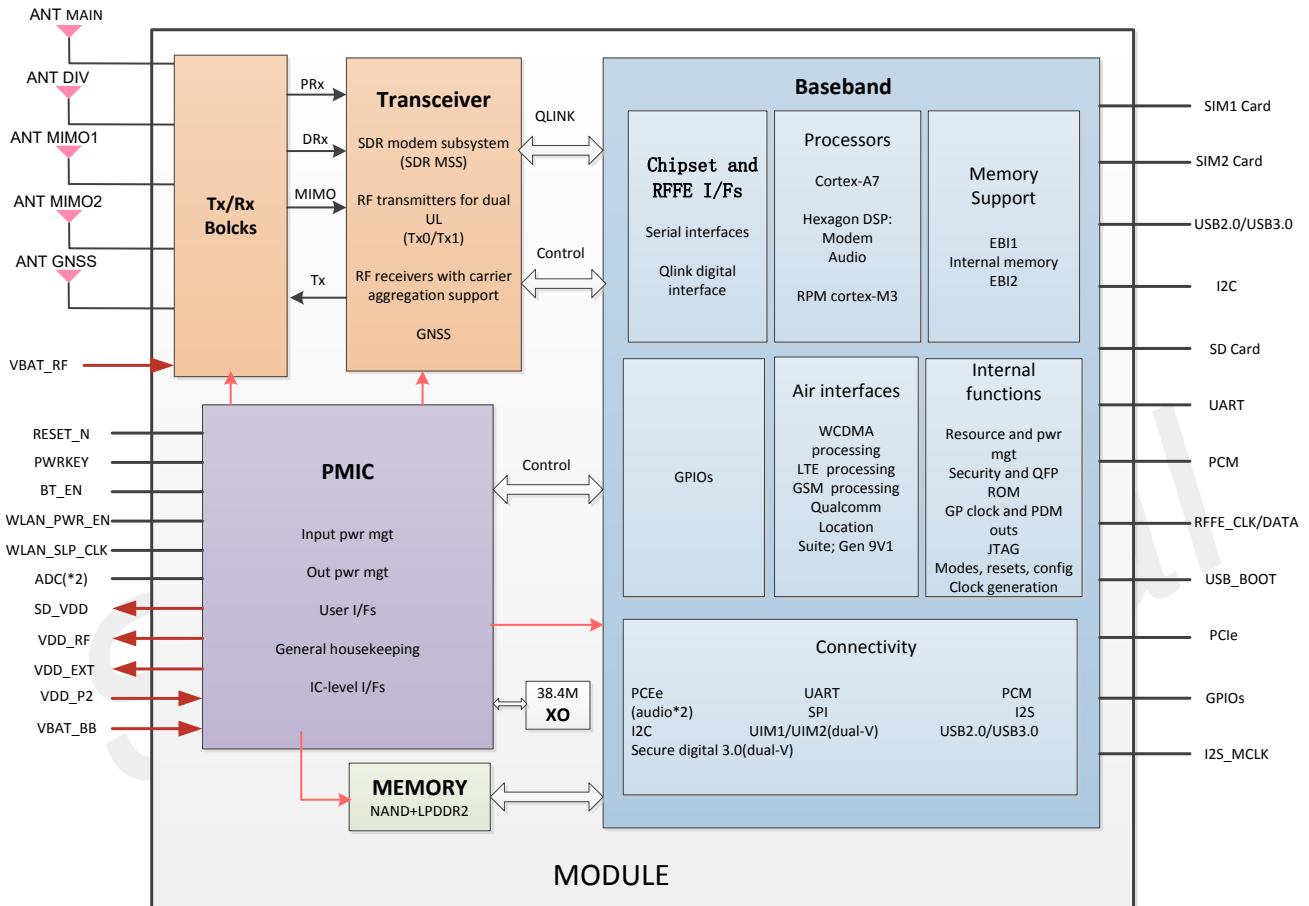 ANT MAIN
ANT DIV
ANT MIMO1
ANT MIMO2
ANT GNSS
VBAT_RF
RESET_N
PWRKEY
BT_EN
WLAN_PWR_EN
WLAN_SLP_CLK
ADC(*2)
SD_VDD
VDD_RF
VDD_EXT
VDD_P2
VBAT_BB
Tx/Rx
Bolcks
PRx
DRx
MIMO
Tx
Transceiver
SDR modem subsystem
(SDR MSS)
RF transmitters for dual
UL
(Tx0/Tx1)
RF receivers with carrier
aggregation support
GNSS
QLINK
Control
Control
PMIC
Input pwr mgt
Out pwr mgt
User I/Fs
General housekeeping
IC-level I/Fs
38.4M
XO
MEMORY
NAND+LPDDR2
Baseband
Chipset and
RFFE I/Fs
Serial interfaces
Qlink digital
interface
Processors
Cortex-A7
Hexagon DSP:
Modem
Audio
RPM cortex-M3
Memory
Support
EBI1
Internal memory
EBI2
GPIOs
Air interfaces
WCDMA
processing
LTE processing
GSM processing
Qualcomm
Location
Suite; Gen 9V1
Internal
functions
Resource and pwr
mgt
Security and QFP
ROM
GP clock and PDM
outs
JTAG
Modes, resets, config
Clock generation
Connectivity
PCEe UART PCM
(audio*2) SPI I2S
I2C UIM1/UIM2(dual-V) USB2.0/USB3.0
Secure digital 3.0(dual-V)
SIM1 Card
SIM2 Card
USB2.0/USB3.0
I2C
SD Card
UART
PCM
RFFE_CLK/DATA
USB_BOOT
PCIe
GPIOs
I2S_MCLK
MODULE